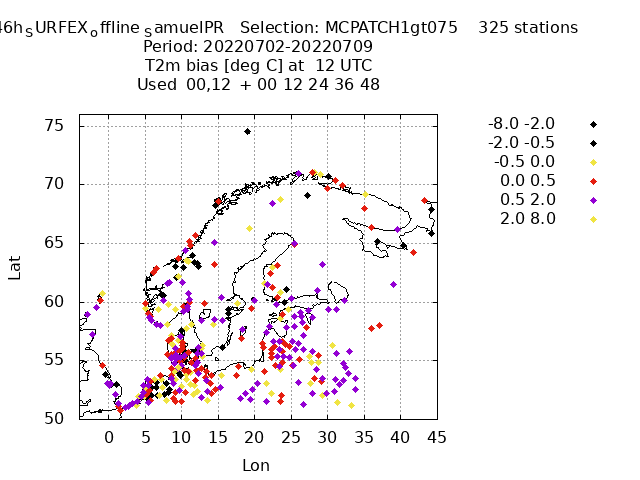 46h SURFEX offline SamuelPR Selection: MCPATCH1gt075 325 stations
Period: 20220702-20220709
T2m bias [deg C] at 12 UTC
Used 00,12 + 00 12 24 36 48
-8.0 -2.0
-2.0 -0.5
-0.5 0.0
0.0 0.5
0.5 2.0
2.0 8.0
75
70
65
60
55
50
Lat
0 5 10 15 20 25 30 35 40 45
Lon